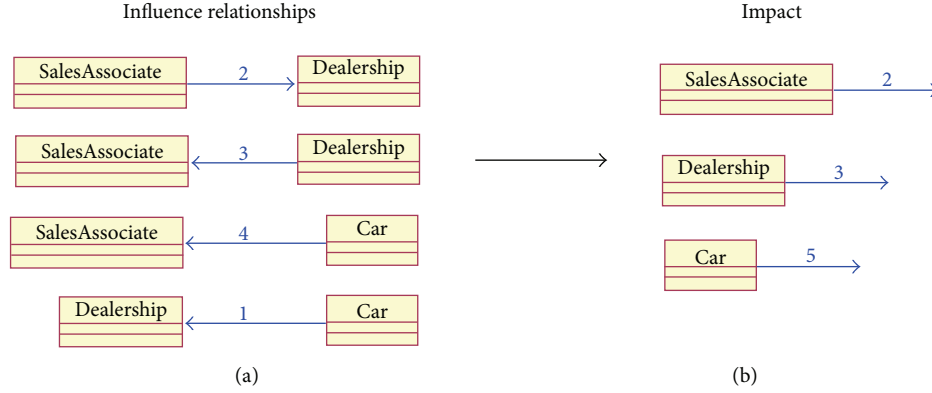 Influence relationships
Impact
SalesAssociate 2 Dealership
SalesAssociate 3 Dealership
SalesAssociate 4 Car
Dealership 1 Car
(a)
SalesAssociate 2
Dealership 3
Car 5
(b)